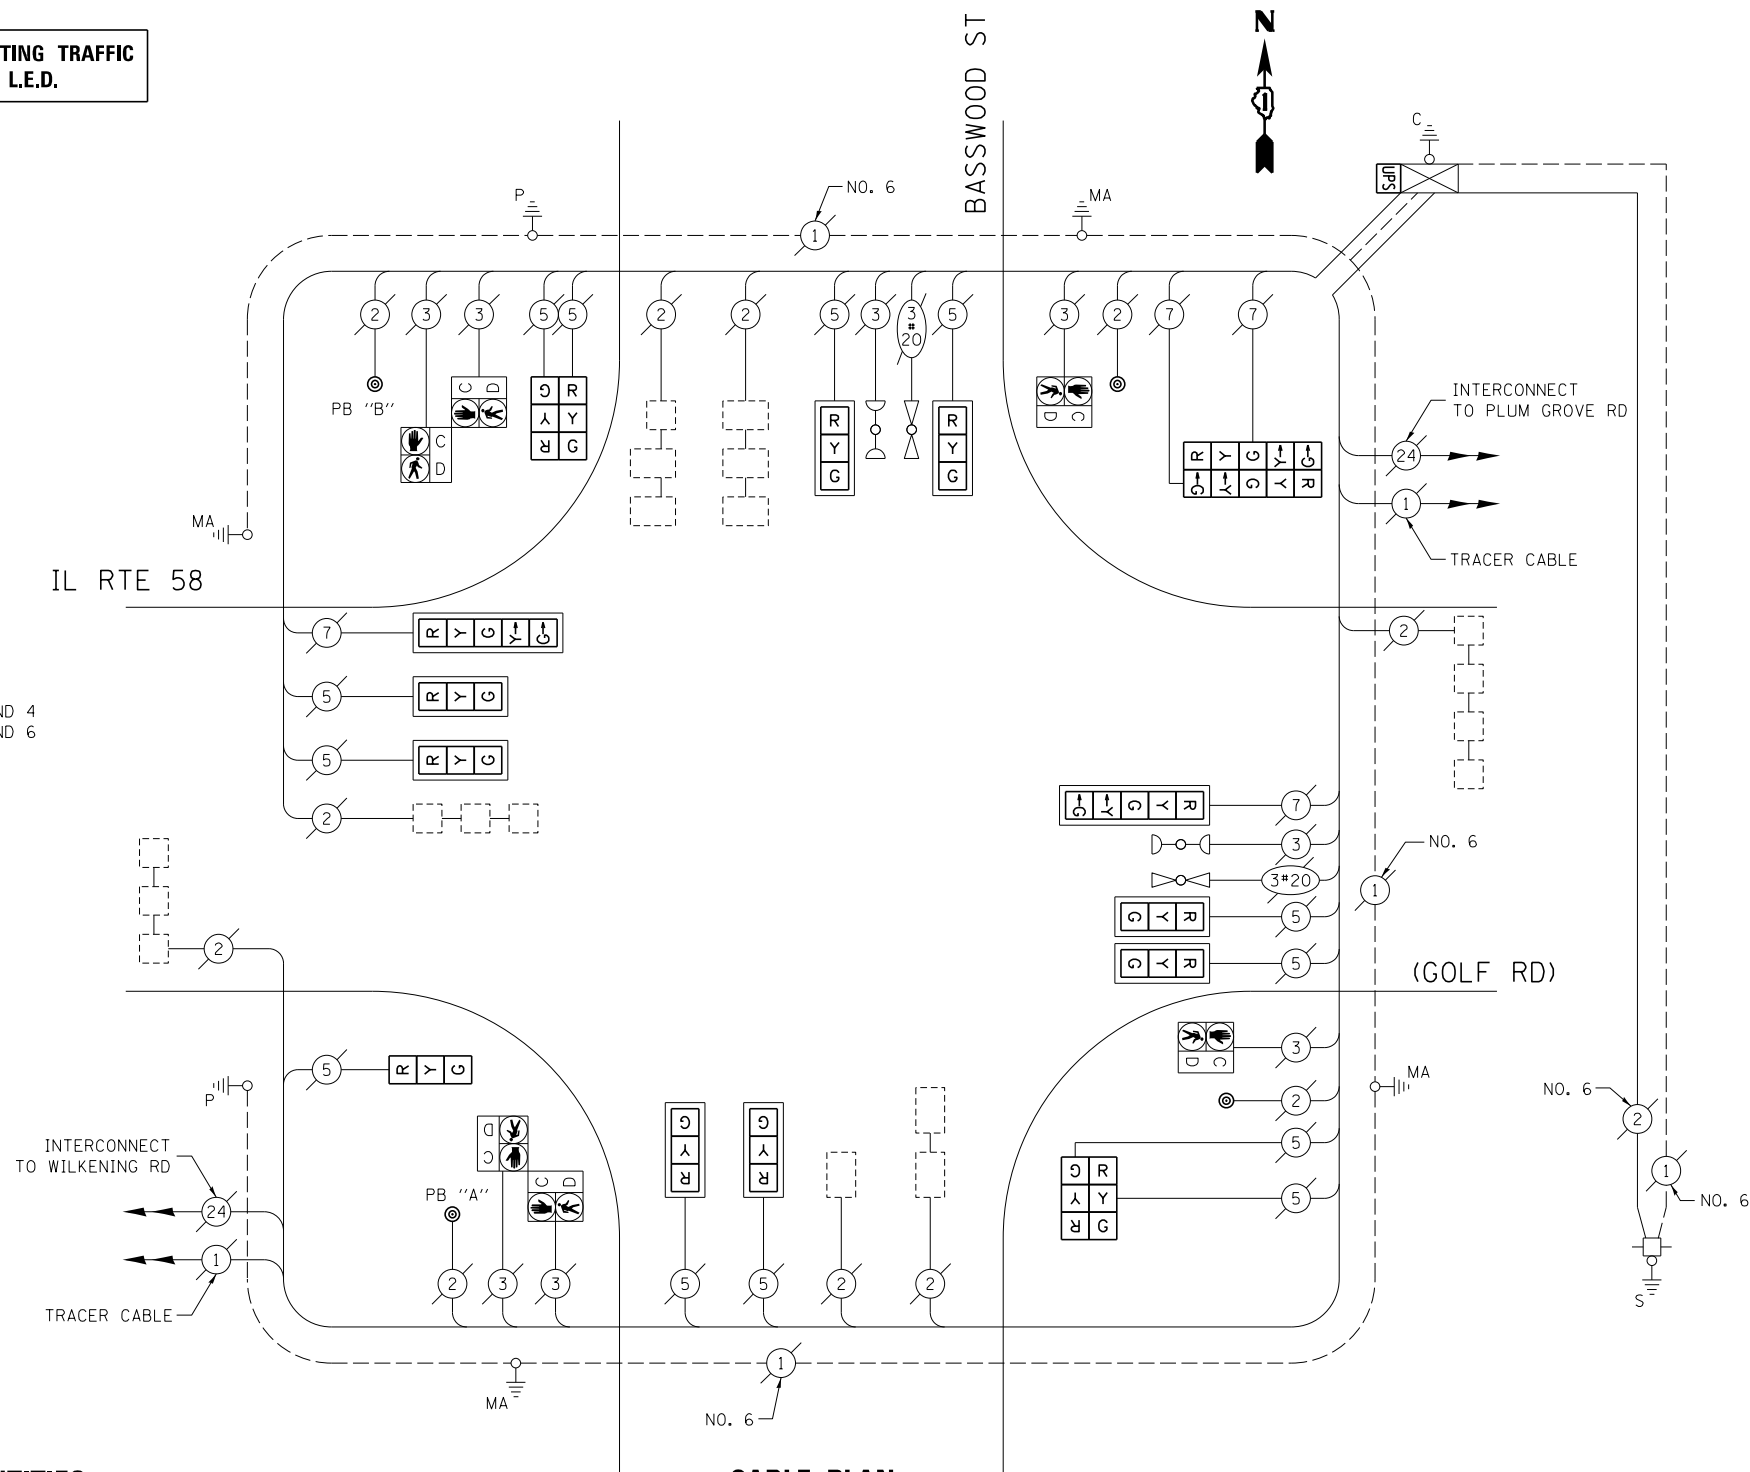 TING TRAFFIC
L.E.D.
BASSWOOD ST
N
1
C
UPS
P
NO. 6
1
MA
2 3 3 5 5 2 2 5 3 3 # 20 5 3 2 7 7
PB "B"
C D
C
D
G R
Y Y
R G
R
Y
G
R
Y
G
D C
R Y G Y G
G Y G Y R
INTERCONNECT
TO PLUM GROVE RD
24
1
TRACER CABLE
MA
IL RTE 58
7 R Y G Y G
2
5 R Y G
ND 4
ND 6
5 R Y G
2
G Y G Y R 7
3
NO. 6
3#20
1
G Y R 5
2
G Y R 5
(GOLF RD)
D C 3
5 R Y G
P
MA
2
NO. 6
2
INTERCONNECT
TO WILKENING RD
D
C
C D
PB "A"
G
Y
R
G
Y
R
5
G R
Y Y
R G
5
1
NO. 6
24
1
TRACER CABLE
2 3 3 5 5 2 2
S
MA
1
NO. 6
CABLE PLAN